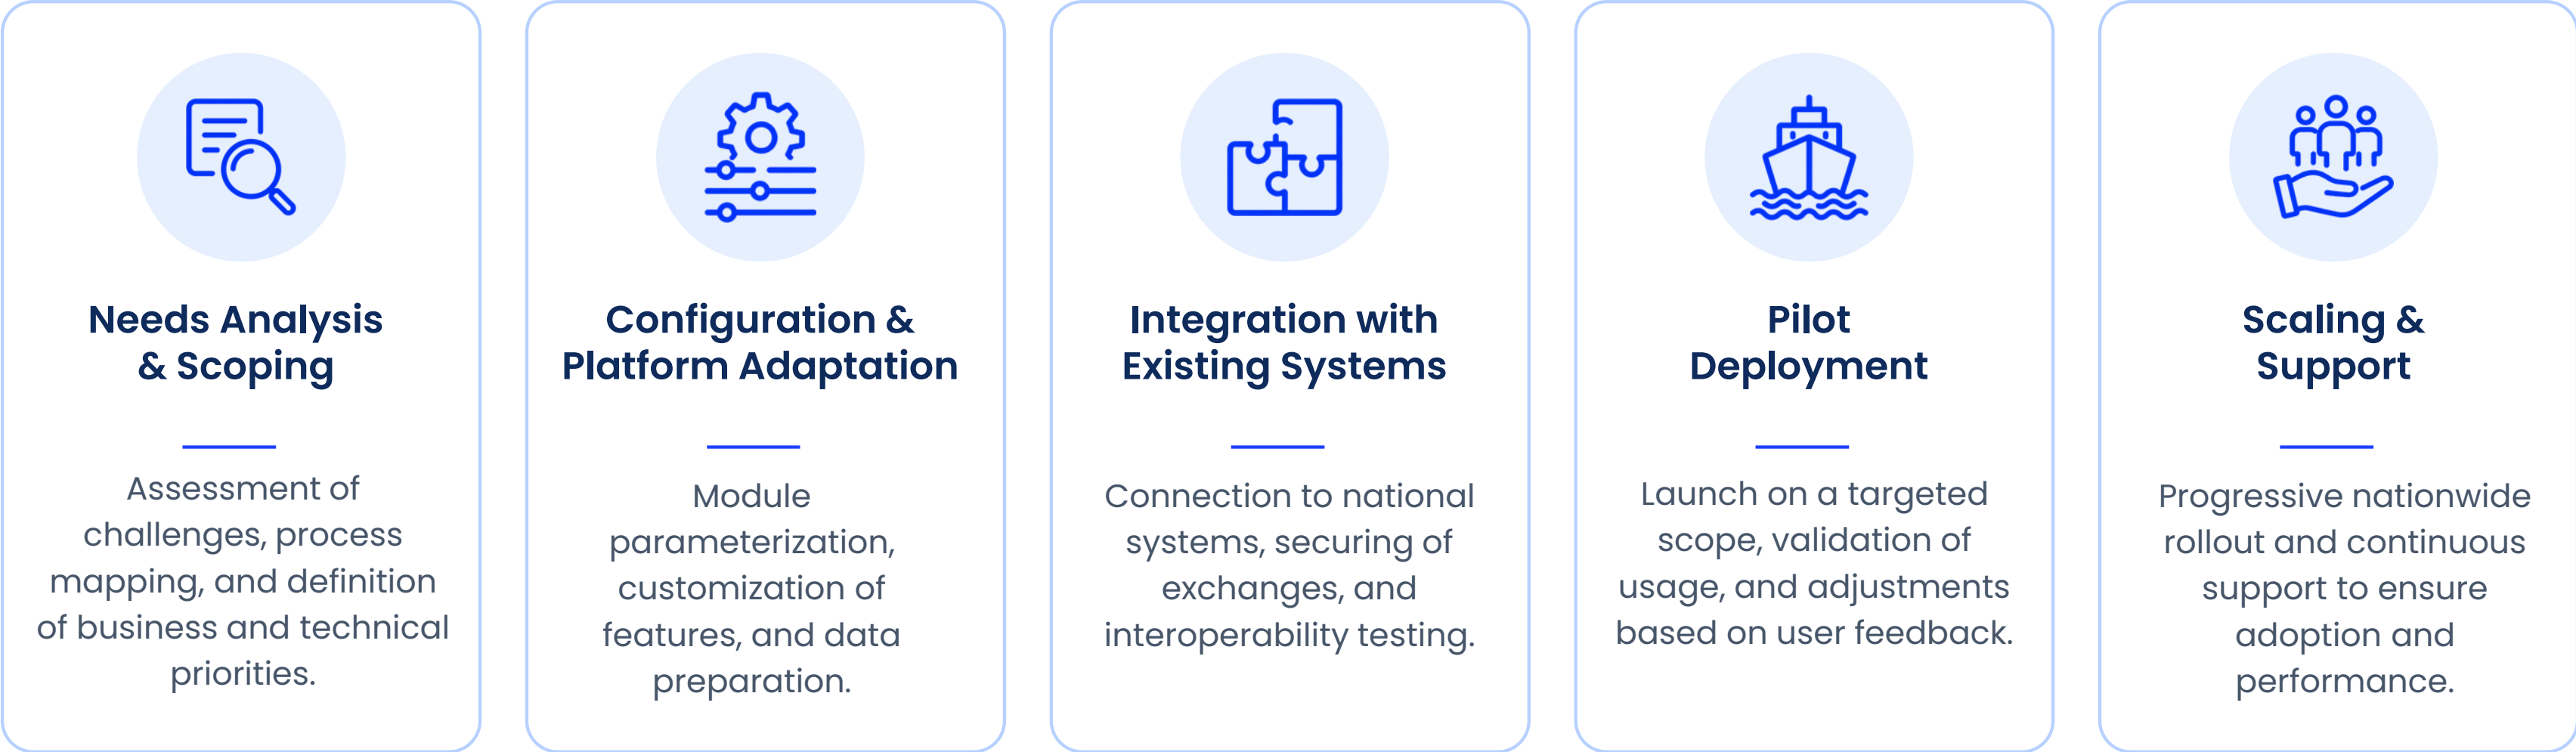 Needs Analysis
& Scoping
Assessment of
challenges, process
mapping, and definition
of business and technical
priorities.
Configuration &
Platform Adaptation
Module
parameterization,
customization of
features, and data
preparation.
Integration with
Existing Systems
Connection to national
systems, securing of
exchanges, and
interoperability testing.
Pilot
Deployment
Launch on a targeted
scope, validation of
usage, and adjustments
based on user feedback.
Scaling &
Support
Progressive nationwide
rollout and continuous
support to ensure
adoption and
performance.